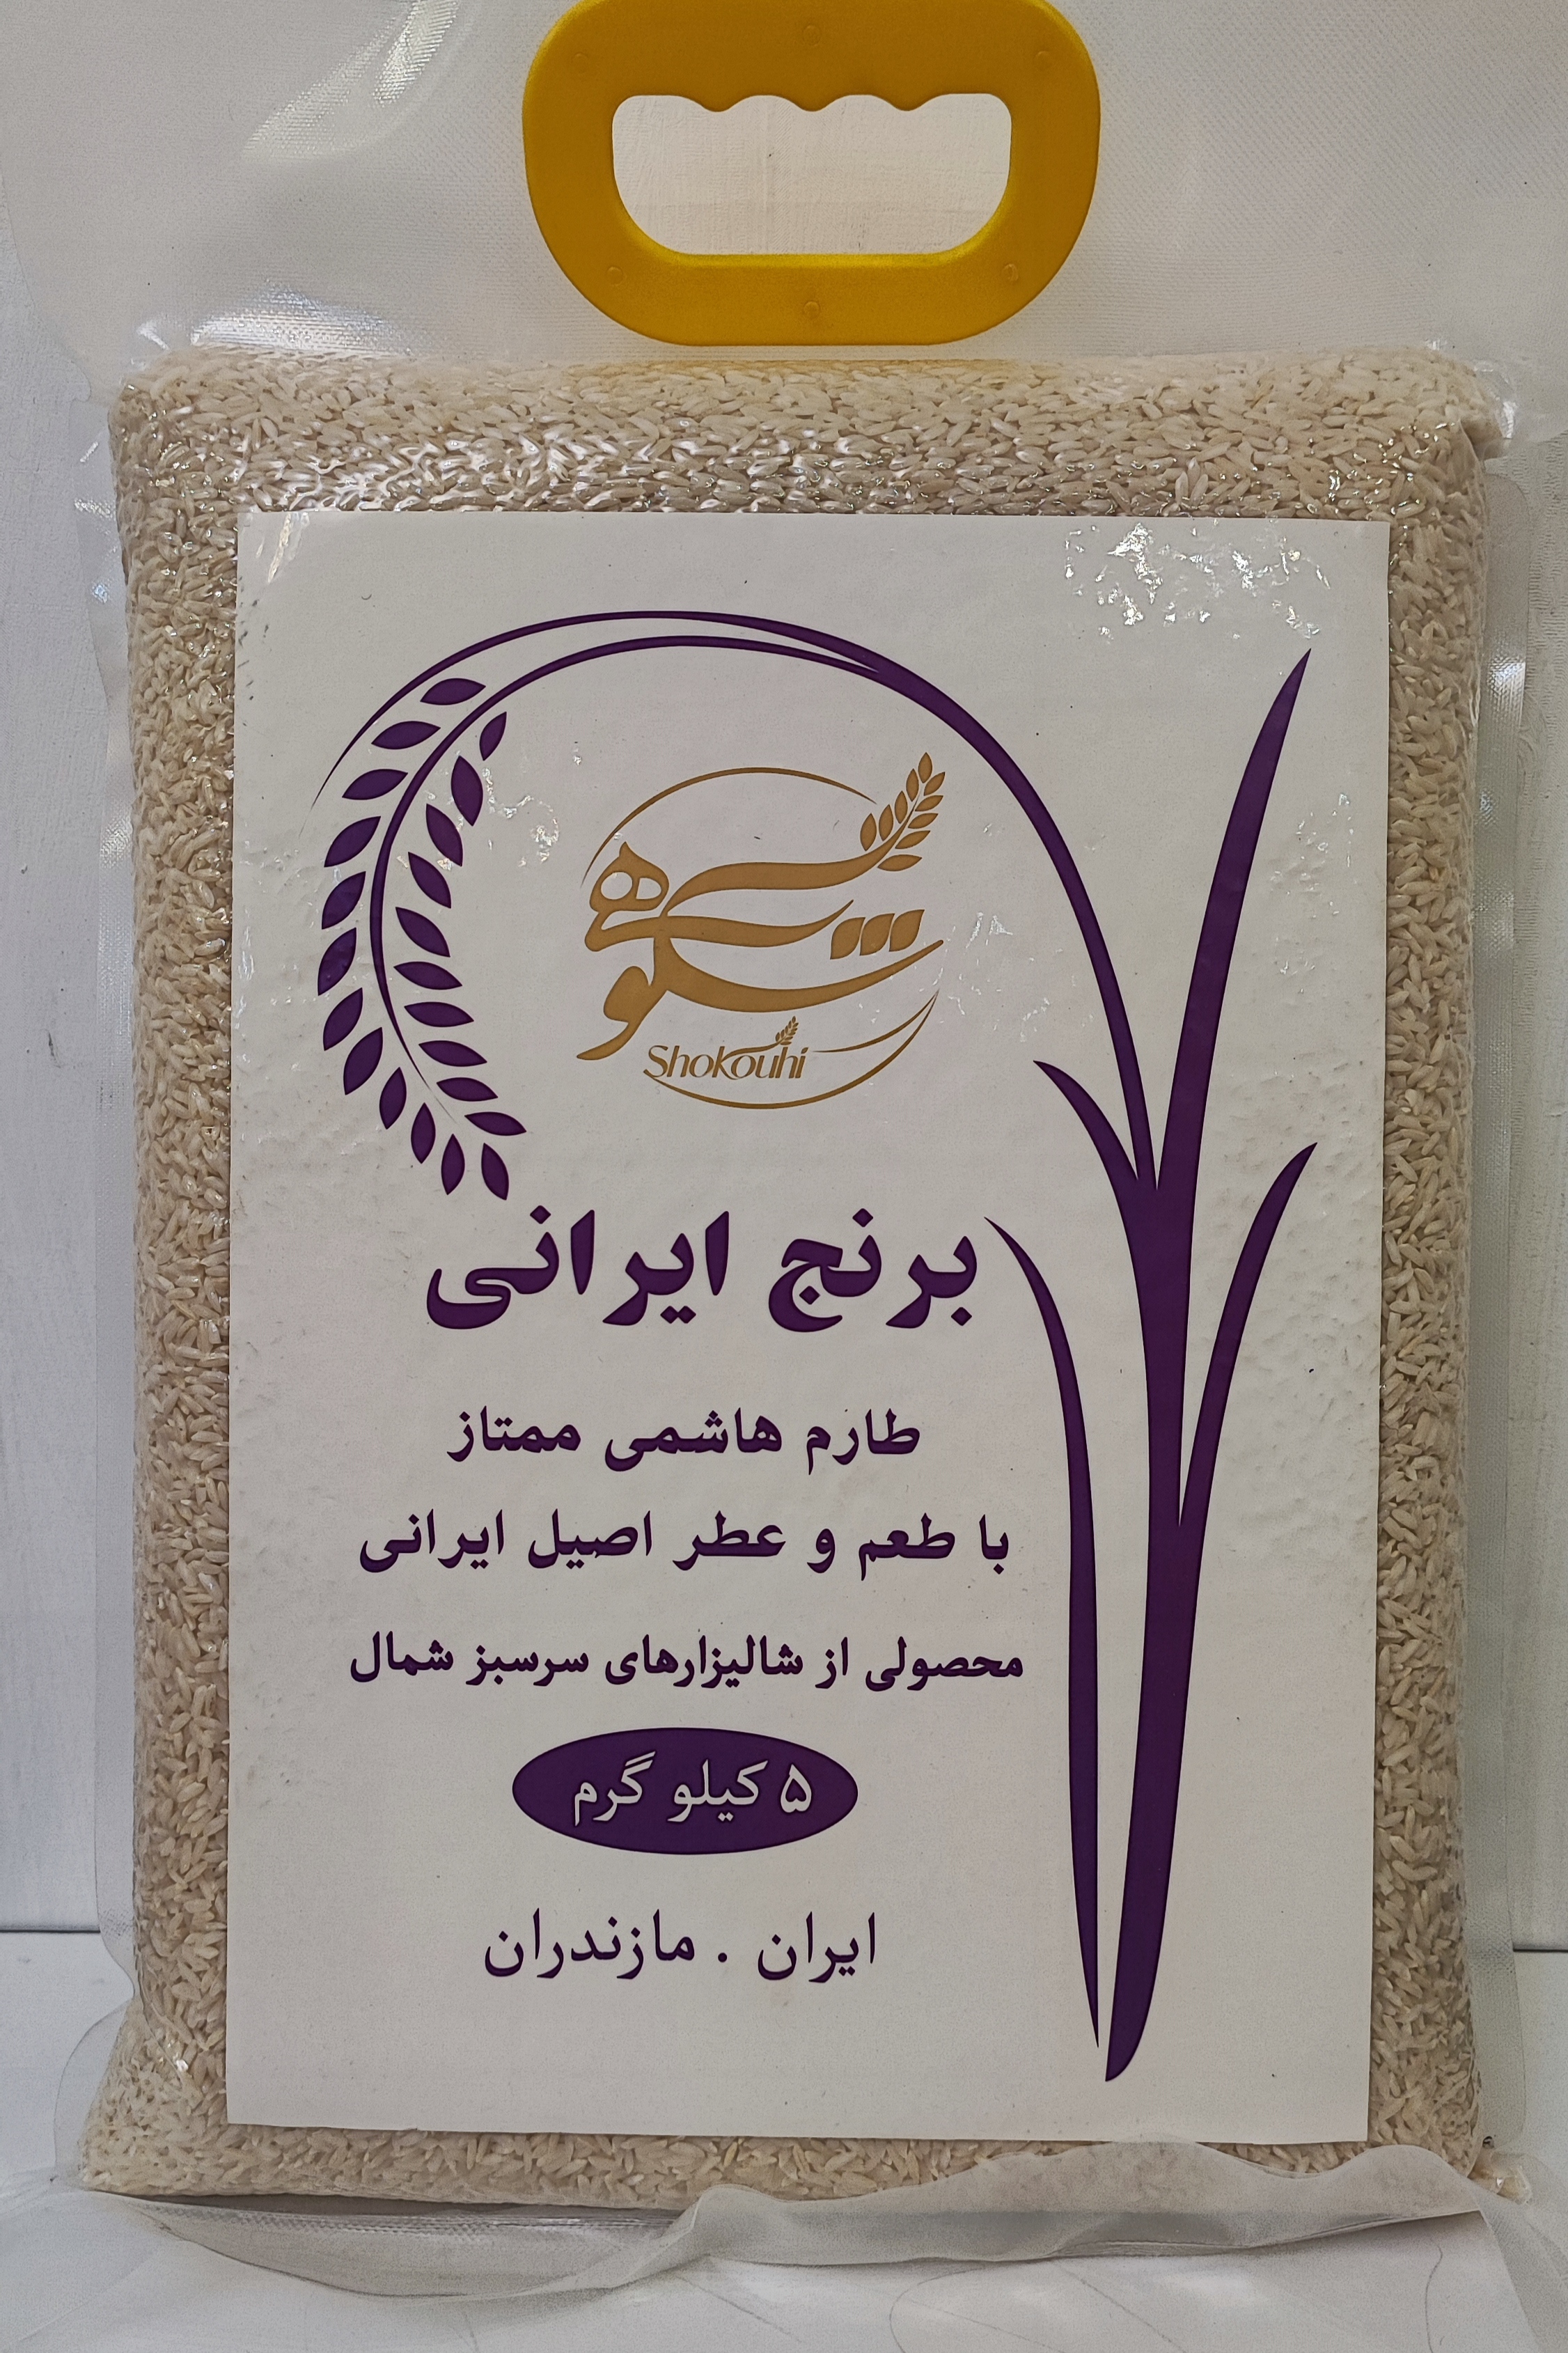 شکوهی
Shokouhi
برنج ایرانی
طارم هاشمی ممتاز
با طعم و عطر اصیل ایرانی
محصولی از شالیزارهای سرسبز شمال
۵ کیلو گرم
ایران . مازندران